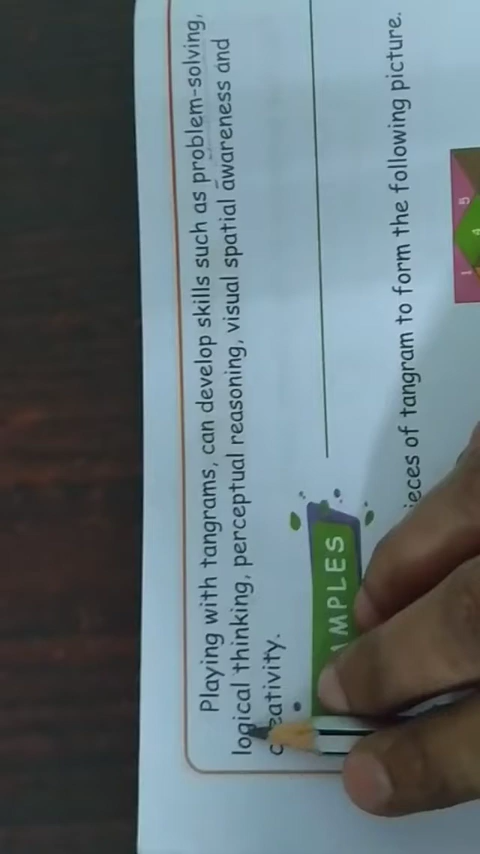 Playing with tangrams, can develop skills such as problem-solving,
logical thinking, perceptual reasoning, visual spatial awareness and
creativity.
AMPLES
ieces of tangram to form the following picture.
1 5
4